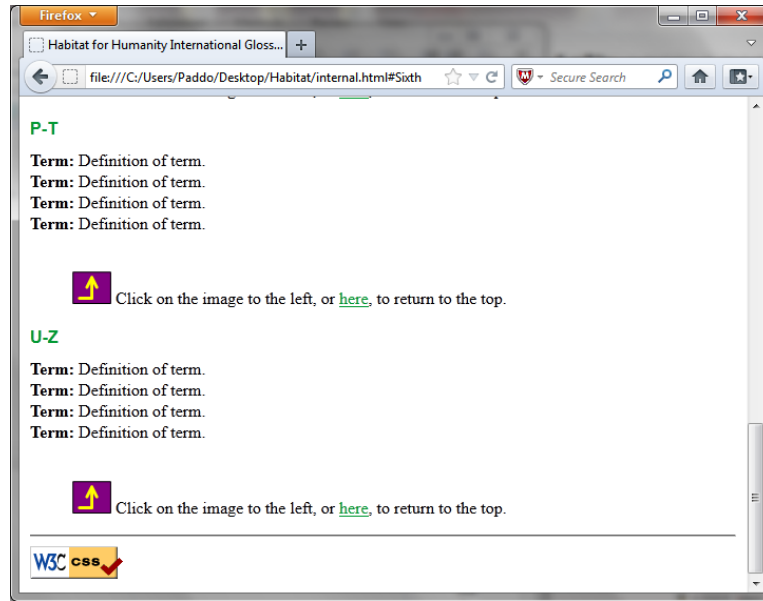 Firefox
Habitat for Humanity International Gloss...
file:///C:/Users/Paddo/Desktop/Habitat/internal.html#Sixth
Secure Search
P-T
Term: Definition of term.
Term: Definition of term.
Term: Definition of term.
Term: Definition of term.
Click on the image to the left, or here, to return to the top.
U-Z
Term: Definition of term.
Term: Definition of term.
Term: Definition of term.
Term: Definition of term.
Click on the image to the left, or here, to return to the top.
W3C css